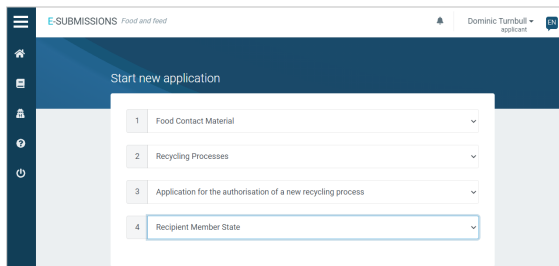 E-SUBMISSIONS Food and feed
Dominic Turnbull
applicant
EN
Start new application
1 Food Contact Material
2 Recycling Processes
3 Application for the authorisation of a new recycling process
4 Recipient Member State